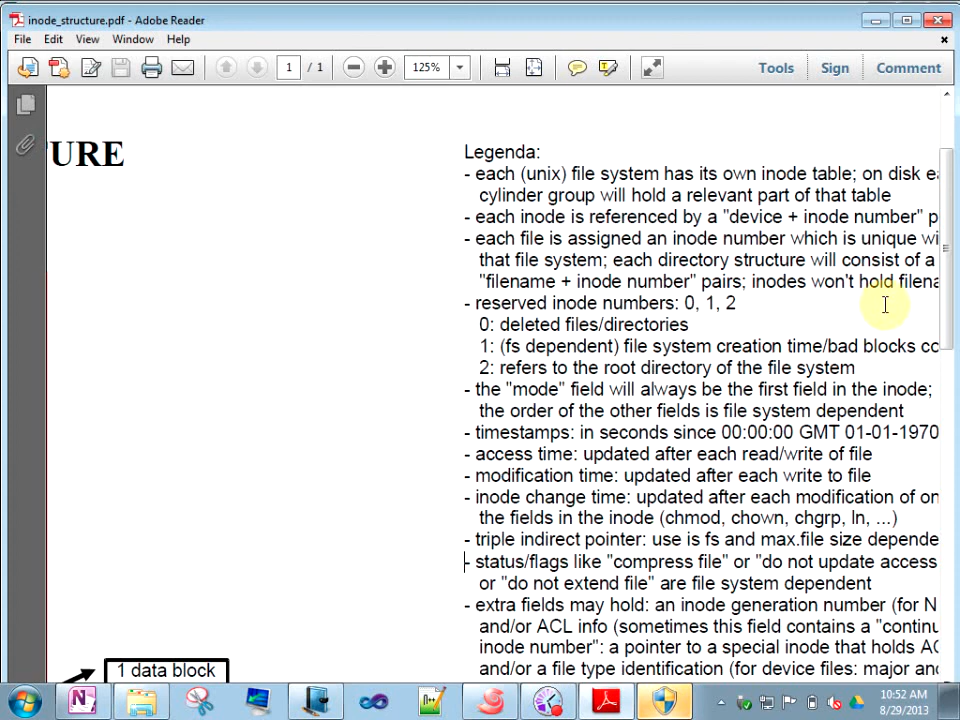 inode_structure.pdf - Adobe Reader
File Edit View Window Help
1 / 1 125% Tools Sign Comment
TURE
Legenda:
- each (unix) file system has its own inode table; on disk ea
cylinder group will hold a relevant part of that table
- each inode is referenced by a "device + inode number" p
- each file is assigned an inode number which is unique wi
that file system; each directory structure will consist of a
"filename + inode number" pairs; inodes won't hold filena
- reserved inode numbers: 0, 1, 2
0: deleted files/directories
1: (fs dependent) file system creation time/bad blocks co
2: refers to the root directory of the file system
- the "mode" field will always be the first field in the inode;
the order of the other fields is file system dependent
- timestamps: in seconds since 00:00:00 GMT 01-01-1970
- access time: updated after each read/write of file
- modification time: updated after each write to file
- inode change time: updated after each modification of on
the fields in the inode (chmod, chown, chgrp, ln, ...)
- triple indirect pointer: use is fs and max.file size depende
- status/flags like "compress file" or "do not update access
or "do not extend file" are file system dependent
- extra fields may hold: an inode generation number (for N
and/or ACL info (sometimes this field contains a "continu
inode number": a pointer to a special inode that holds AC
and/or a file type identification (for device files: major and
1 data block
10:52 AM
8/29/2013